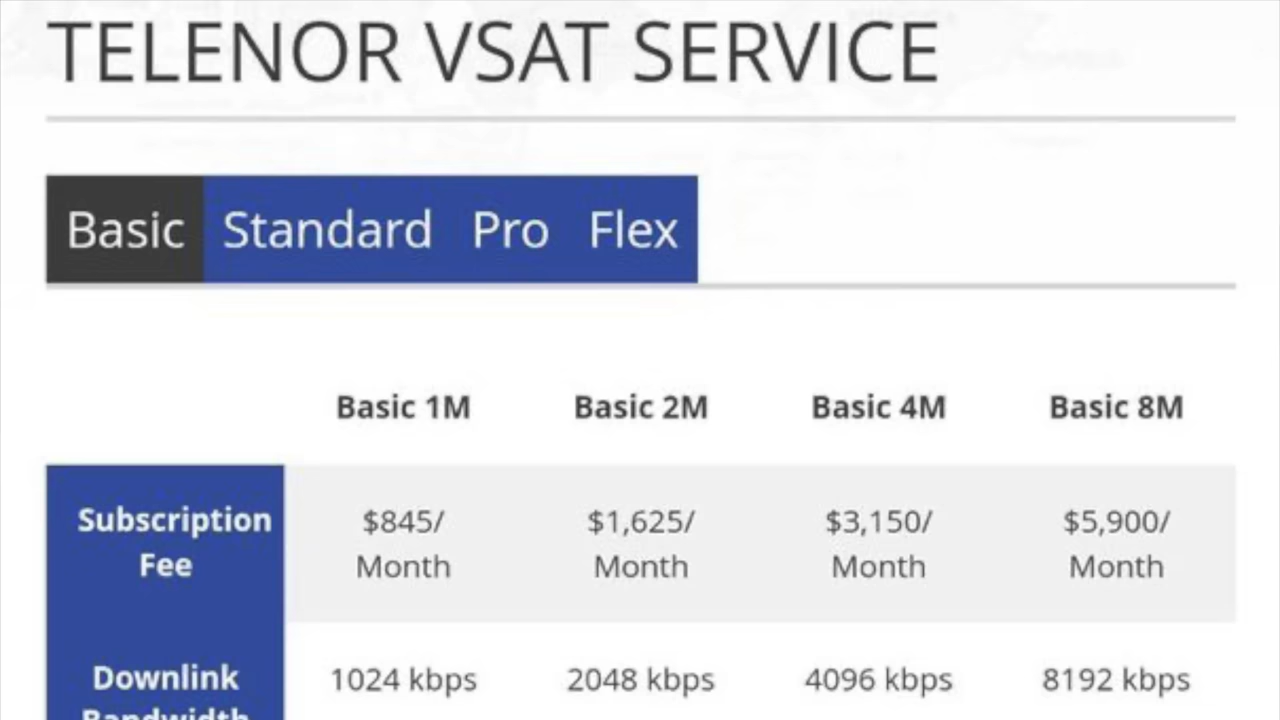 TELENOR VSAT SERVICE
Basic Standard Pro Flex
Basic 1M Basic 2M Basic 4M Basic 8M
Subscription Fee $845/ Month $1,625/ Month $3,150/ Month $5,900/ Month
Downlink Bandwidth 1024 kbps 2048 kbps 4096 kbps 8192 kbps